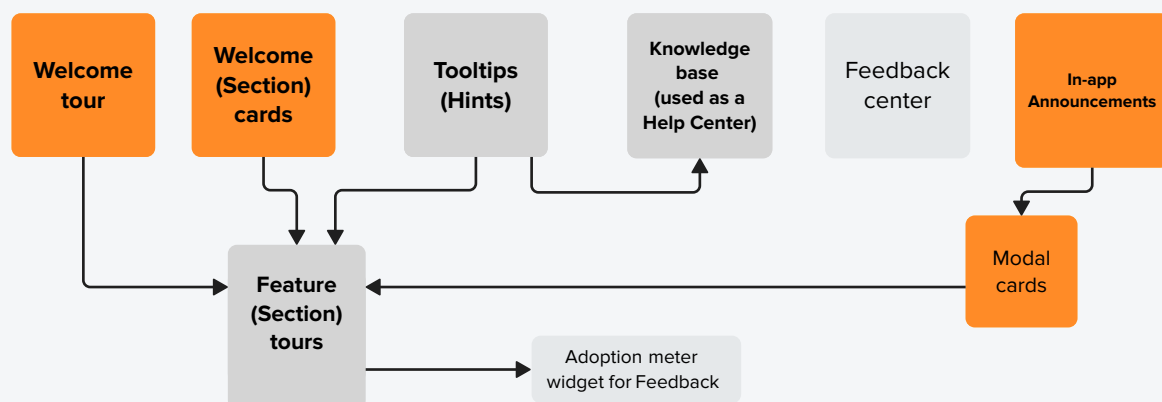 Welcome
tour
Welcome
(Section)
cards
Tooltips
(Hints)
Knowledge
base
(used as a
Help Center)
Feedback
center
In-app
Announcements
Modal
cards
Feature
(Section)
tours
Adoption meter
widget for Feedback